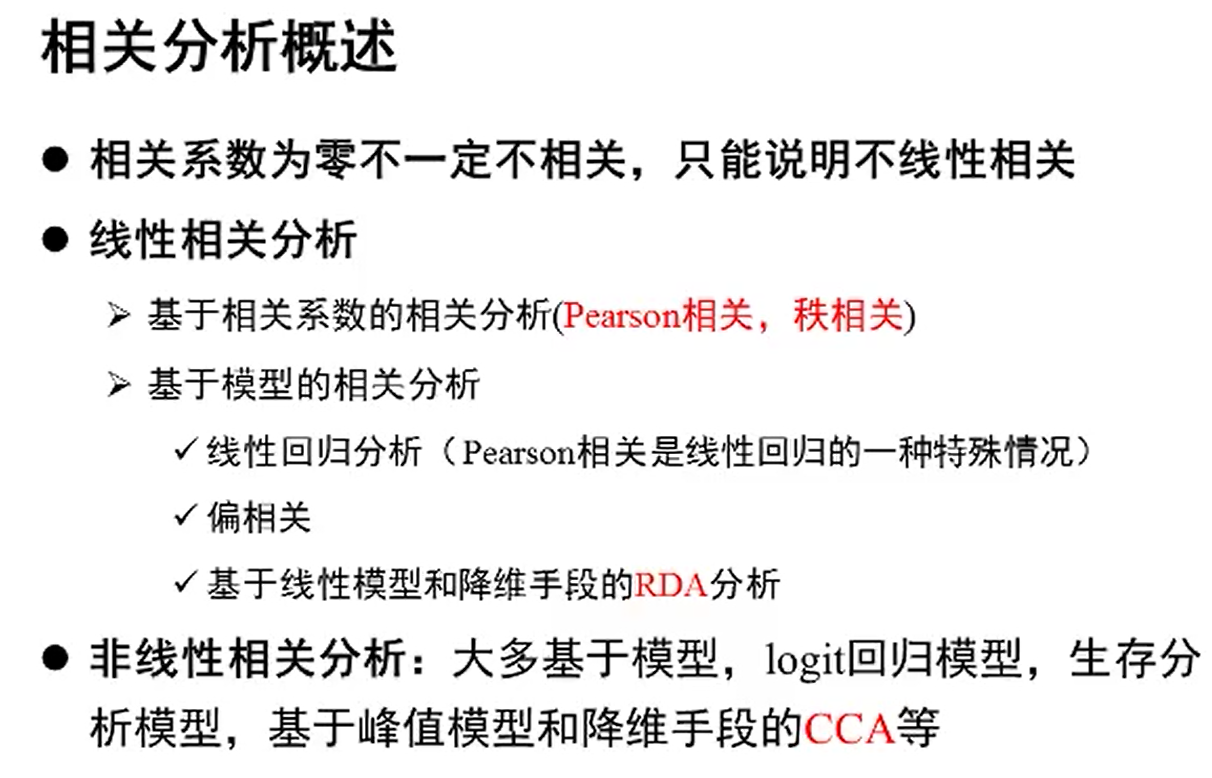 相关分析概述
● 相关系数为零不一定不相关，只能说明不线性相关
● 线性相关分析
➢ 基于相关系数的相关分析(Pearson相关，秩相关)
➢ 基于模型的相关分析
✓ 线性回归分析（Pearson相关是线性回归的一种特殊情况）
✓ 偏相关
✓ 基于线性模型和降维手段的RDA分析
● 非线性相关分析：大多基于模型，logit回归模型，生存分
析模型，基于峰值模型和降维手段的CCA等